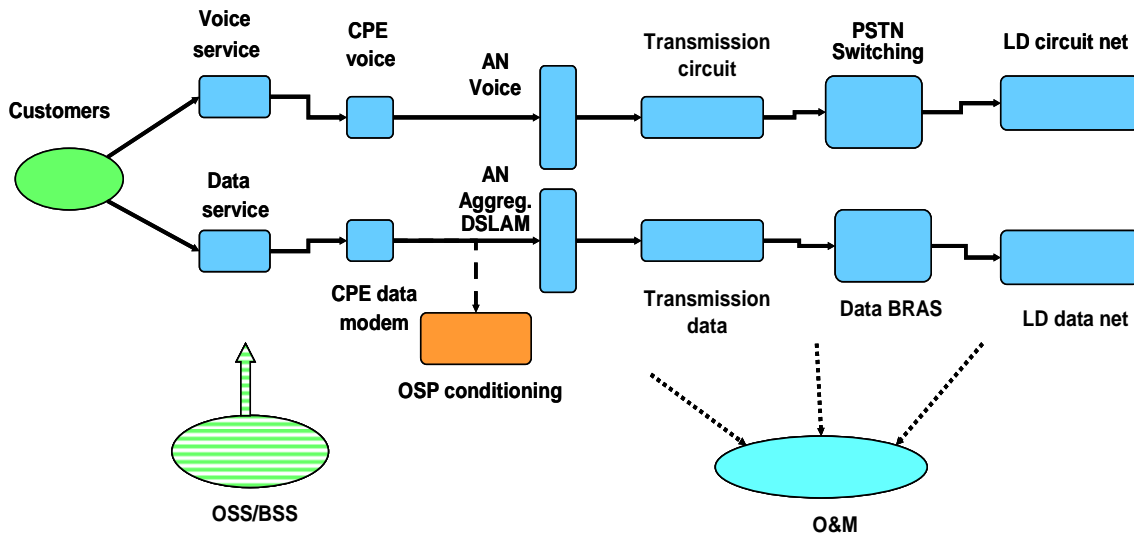 Voice
service
CPE
voice
AN
Voice
Transmission
circuit
PSTN
Switching
LD circuit net
Customers
Data
service
AN
Aggreg.
DSLAM
CPE data
modem
Transmission
data
Data BRAS
LD data net
OSP conditioning
OSS/BSS
O&M